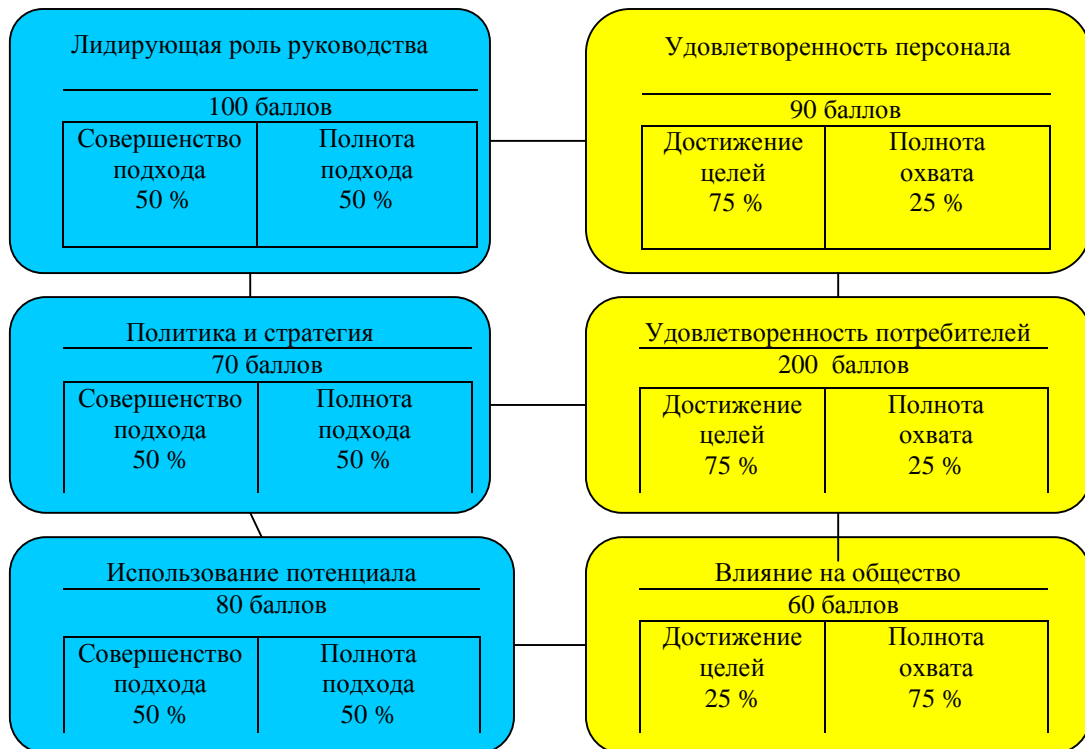 Лидирующая роль руководства
100 баллов
Совершенство
подхода
50 %
Полнота
подхода
50 %
Удовлетворенность персонала
90 баллов
Достижение
целей
75 %
Полнота
охвата
25 %
Политика и стратегия
70 баллов
Совершенство
подхода
50 %
Полнота
подхода
50 %
Удовлетворенность потребителей
200 баллов
Достижение
целей
75 %
Полнота
охвата
25 %
Использование потенциала
80 баллов
Совершенство
подхода
50 %
Полнота
подхода
50 %
Влияние на общество
60 баллов
Достижение
целей
25 %
Полнота
охвата
75 %